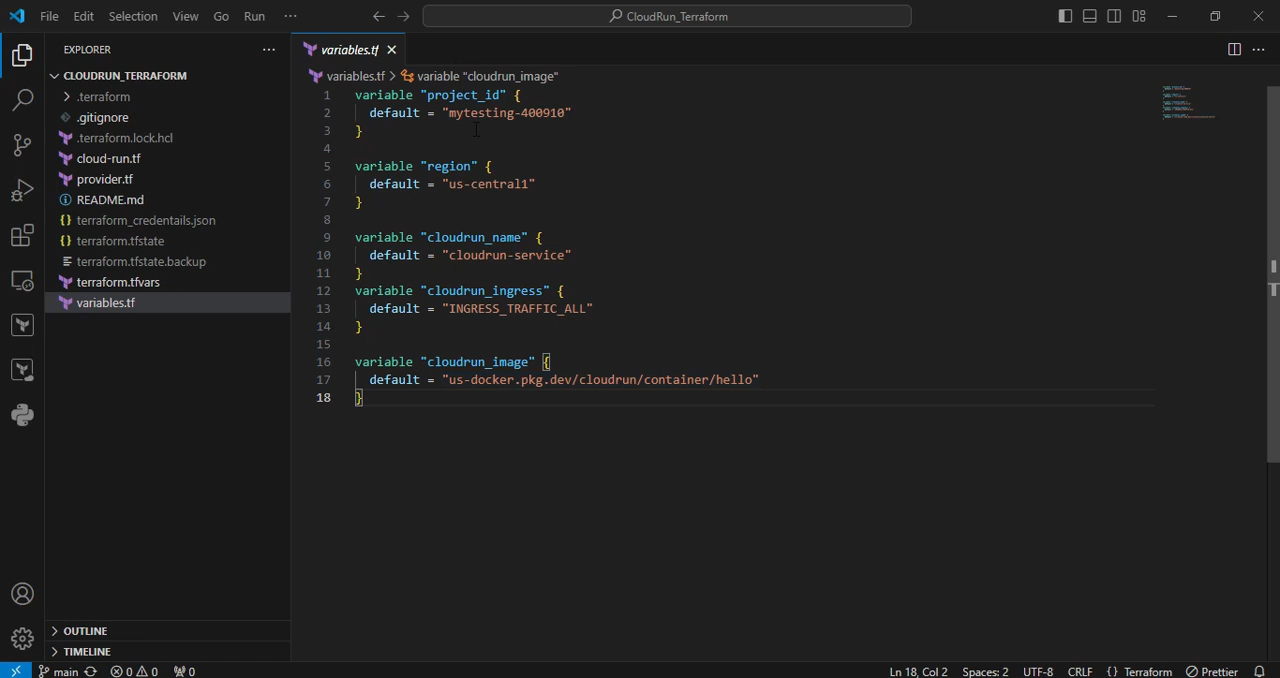 File Edit Selection View Go Run ···
CloudRun_Terraform
EXPLORER
variables.tf
CLOUDRUN_TERRAFORM
.terraform
.gitignore
.terraform.lock.hcl
cloud-run.tf
provider.tf
README.md
terraform_credentails.json
terraform.tfstate
terraform.tfstate.backup
terraform.tfvars
variables.tf
variables.tf > variable "cloudrun_image"
1 variable "project_id" {
2 default = "mytesting-400910"
3 }
4
5 variable "region" {
6 default = "us-central1"
7 }
8
9 variable "cloudrun_name" {
10 default = "cloudrun-service"
11 }
12 variable "cloudrun_ingress" {
13 default = "INGRESS_TRAFFIC_ALL"
14 }
15
16 variable "cloudrun_image" {
17 default = "us-docker.pkg.dev/cloudrun/container/hello"
18 }
OUTLINE
TIMELINE
main 0 0 0 Ln 18, Col 2 Spaces: 2 UTF-8 CRLF {} Terraform Prettier